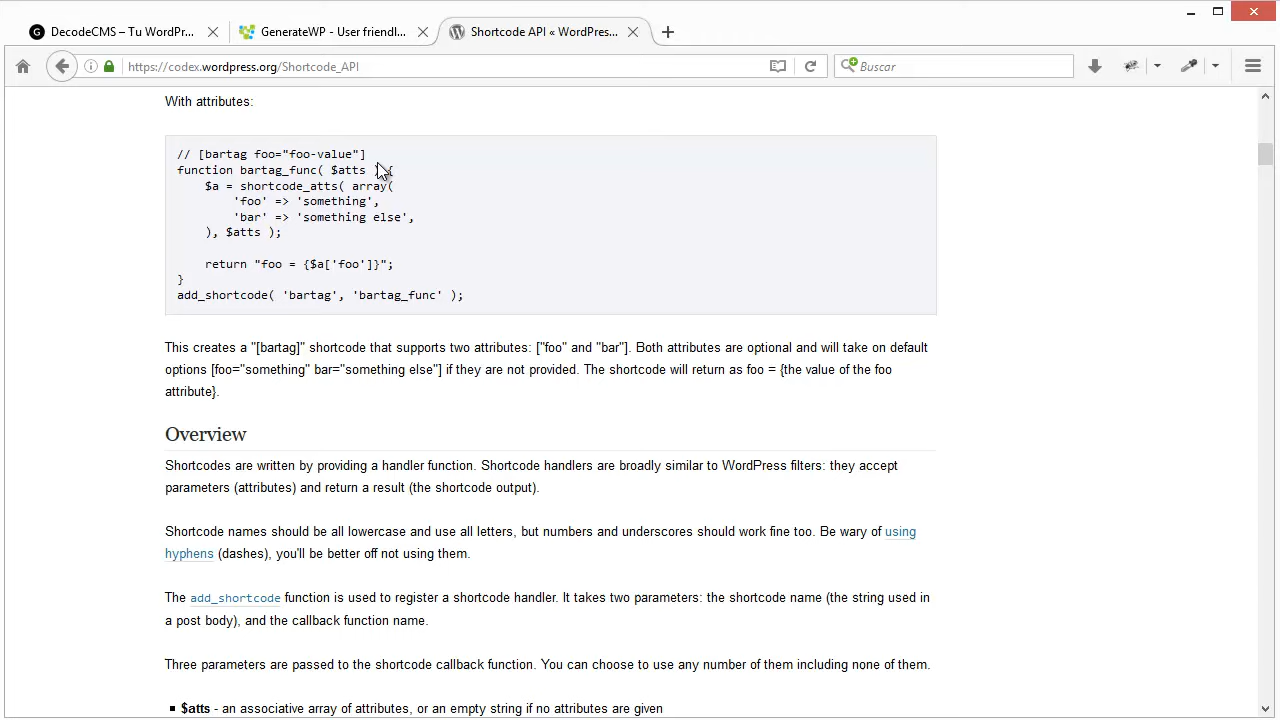 DecodeCMS – Tu WordPr...
GenerateWP - User friendl...
Shortcode API « WordPress...
https://codex.wordpress.org/Shortcode_API
Buscar
With attributes:
// [bartag foo="foo-value"]
function bartag_func( $atts ) {
$a = shortcode_atts( array(
'foo' => 'something',
'bar' => 'something else',
), $atts );
return "foo = {$a['foo']}";
}
add_shortcode( 'bartag', 'bartag_func' );
This creates a "[bartag]" shortcode that supports two attributes: ["foo" and "bar"]. Both attributes are optional and will take on default
options [foo="something" bar="something else"] if they are not provided. The shortcode will return as foo = {the value of the foo
attribute}.
Overview
Shortcodes are written by providing a handler function. Shortcode handlers are broadly similar to WordPress filters: they accept
parameters (attributes) and return a result (the shortcode output).
Shortcode names should be all lowercase and use all letters, but numbers and underscores should work fine too. Be wary of using
hyphens (dashes), you'll be better off not using them.
The add_shortcode function is used to register a shortcode handler. It takes two parameters: the shortcode name (the string used in
a post body), and the callback function name.
Three parameters are passed to the shortcode callback function. You can choose to use any number of them including none of them.
$atts - an associative array of attributes, or an empty string if no attributes are given